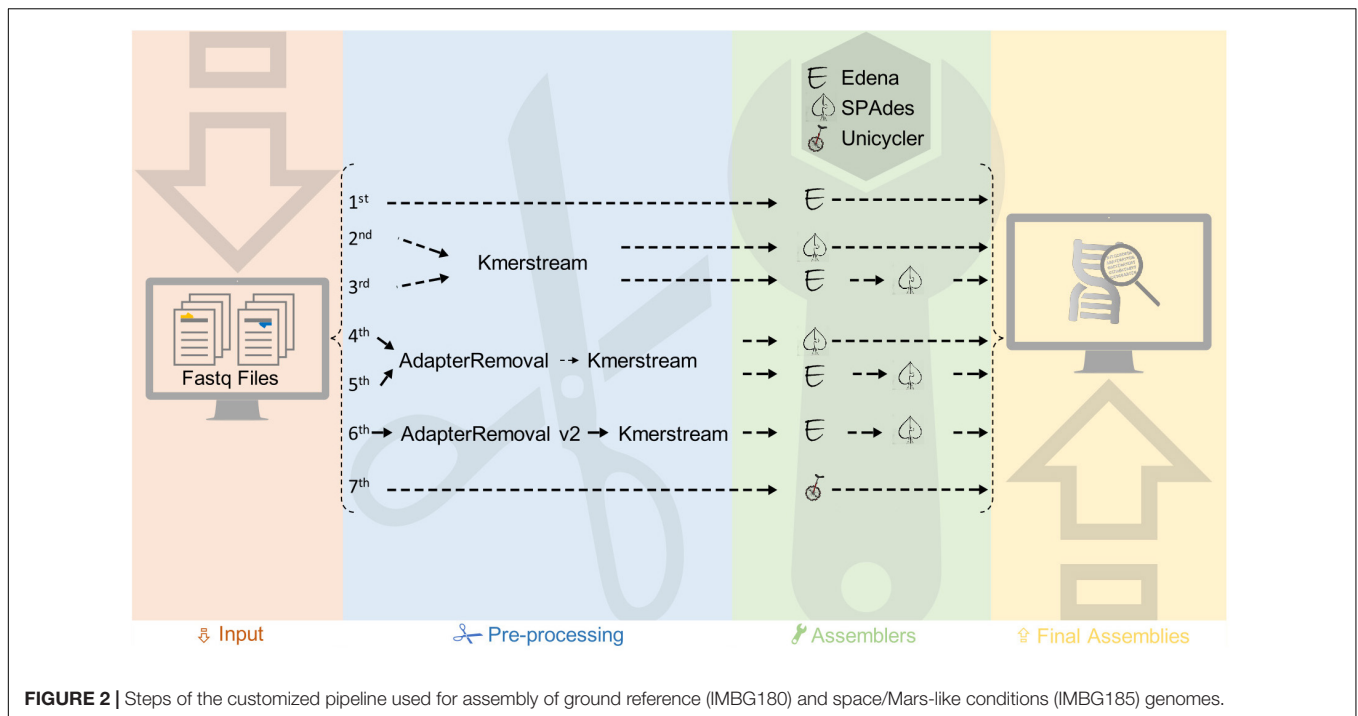 Edena
SPAdes
Unicycler
1st
2nd
Kmerstream
3rd
4th
AdapterRemoval Kmerstream
5th
Fastq Files
6th AdapterRemoval v2 Kmerstream
7th
Input Pre-processing Assemblers Final Assemblies
FIGURE 2 | Steps of the customized pipeline used for assembly of ground reference (IMBG180) and space/Mars-like conditions (IMBG185) genomes.